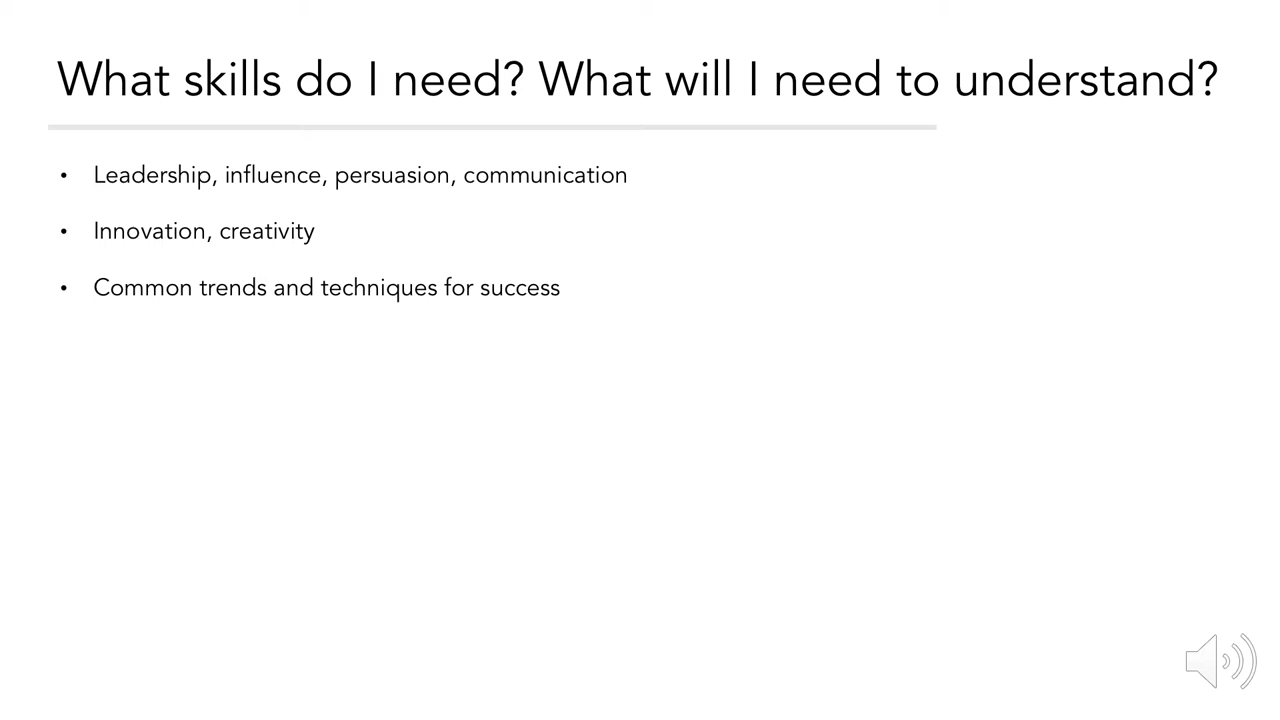 What skills do I need? What will I need to understand?
• Leadership, influence, persuasion, communication
• Innovation, creativity
• Common trends and techniques for success